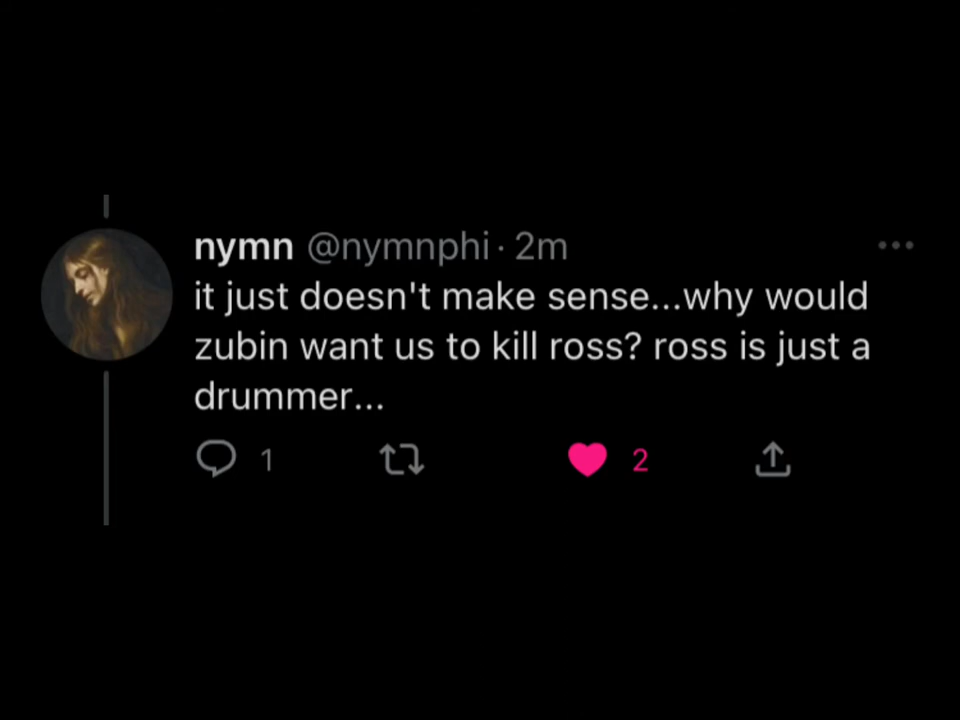 nymn @nymnphi · 2m
it just doesn't make sense...why would
zubin want us to kill ross? ross is just a
drummer...
1 2